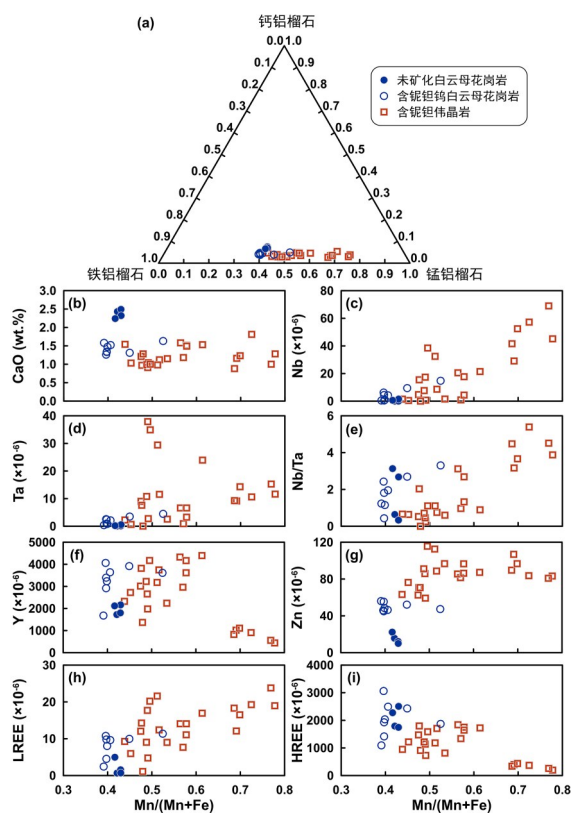 (a)
钙铝榴石
0.0 1.0
0.1 0.9
0.2 0.8
0.3 0.7
0.4 0.6
0.5 0.5
0.6 0.4
0.7 0.3
0.8 0.2
0.9 0.1
1.0 0.0
铁铝榴石 0.0 0.1 0.2 0.3 0.4 0.5 0.6 0.7 0.8 0.9 1.0 锰铝榴石
未矿化白云母花岗岩
含铌钽钨白云母花岗岩
含铌钽伟晶岩
(b)
CaO (wt.%)
3.0
2.5
2.0
1.5
1.0
0.5
0.0
(c)
Nb (×10⁻⁶)
80
60
40
20
0
(d)
Ta (×10⁻⁶)
40
30
20
10
0
(e)
Nb/Ta
6
4
2
0
(f)
Y (×10⁻⁶)
5000
4000
3000
2000
1000
0
(g)
Zn (×10⁻⁶)
120
80
40
0
(h)
LREE (×10⁻⁶)
30
20
10
0
0.3 0.4 0.5 0.6 0.7 0.8
Mn/(Mn+Fe)
(i)
HREE (×10⁻⁶)
4000
3000
2000
1000
0
0.3 0.4 0.5 0.6 0.7 0.8
Mn/(Mn+Fe)